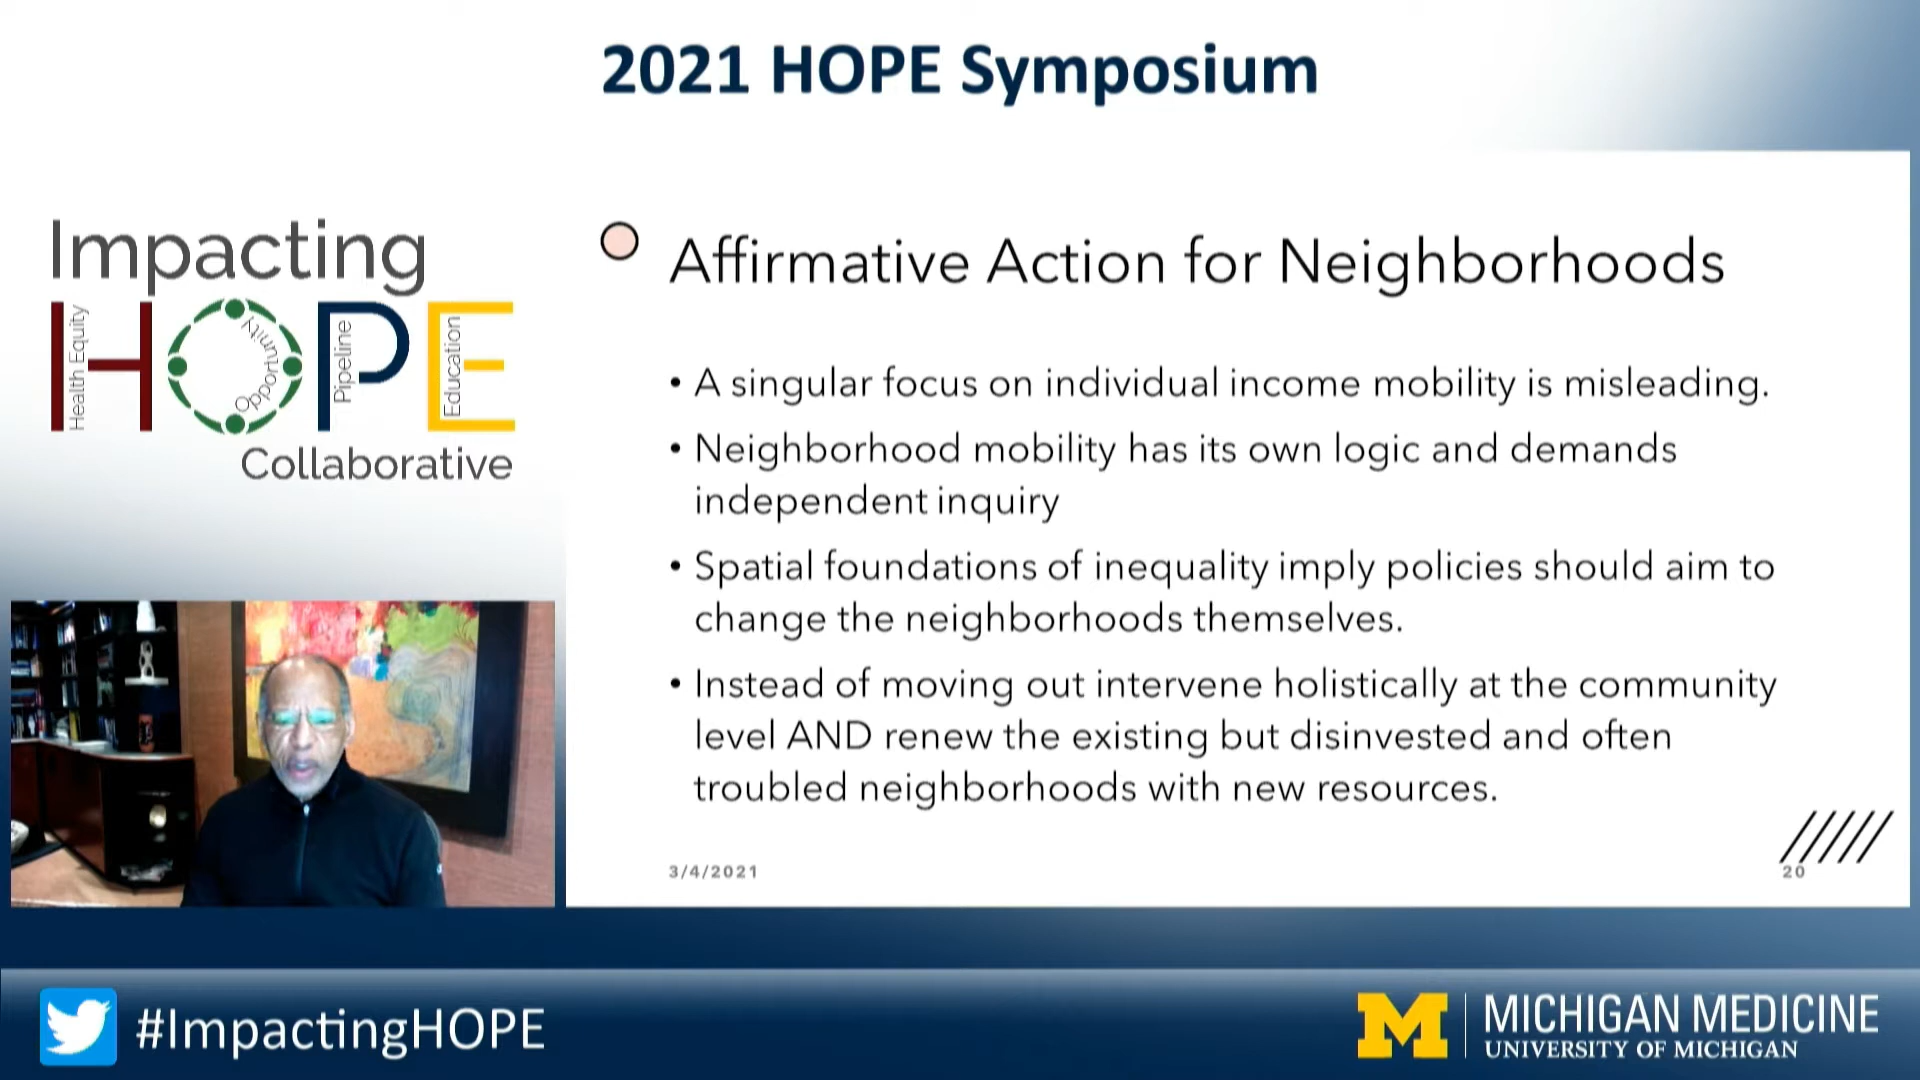 2021 HOPE Symposium
Impacting
HOPE
Health Equity
Opportunity
Pipeline
Education
Collaborative
Affirmative Action for Neighborhoods
• A singular focus on individual income mobility is misleading.
• Neighborhood mobility has its own logic and demands
independent inquiry
• Spatial foundations of inequality imply policies should aim to
change the neighborhoods themselves.
• Instead of moving out intervene holistically at the community
level AND renew the existing but disinvested and often
troubled neighborhoods with new resources.
3/4/2021
20
#ImpactingHOPE
M
MICHIGAN MEDICINE
UNIVERSITY OF MICHIGAN